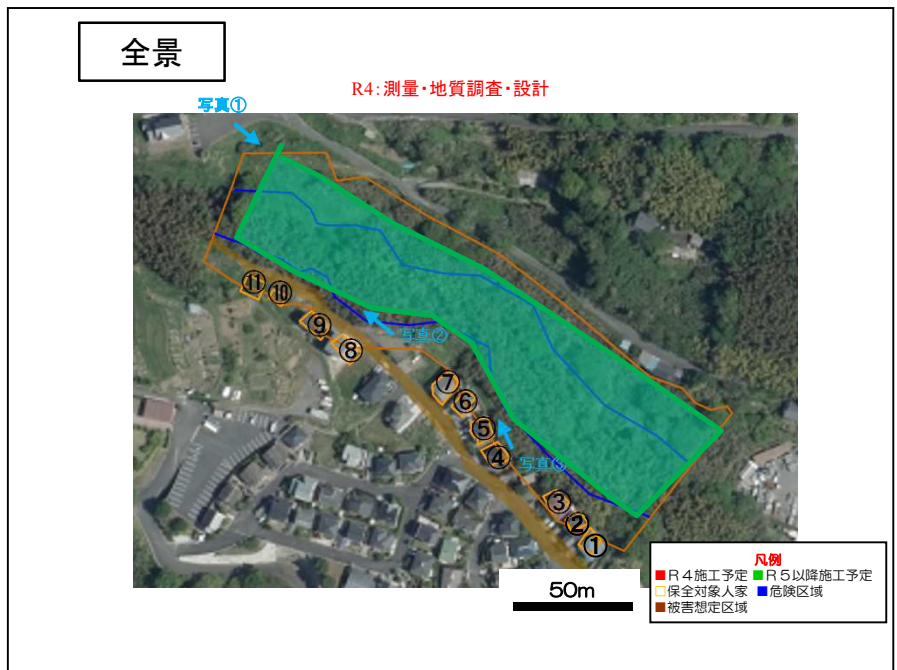 全景
R4:測量・地質調査・設計
写真①
⑪
⑩
⑨
⑧
写真②
⑦
⑥
⑤
④
写真③
③
②
①
50m
凡例
■R4施工予定 ■R5以降施工予定
□保全対象人家 ■危険区域
■被害想定区域